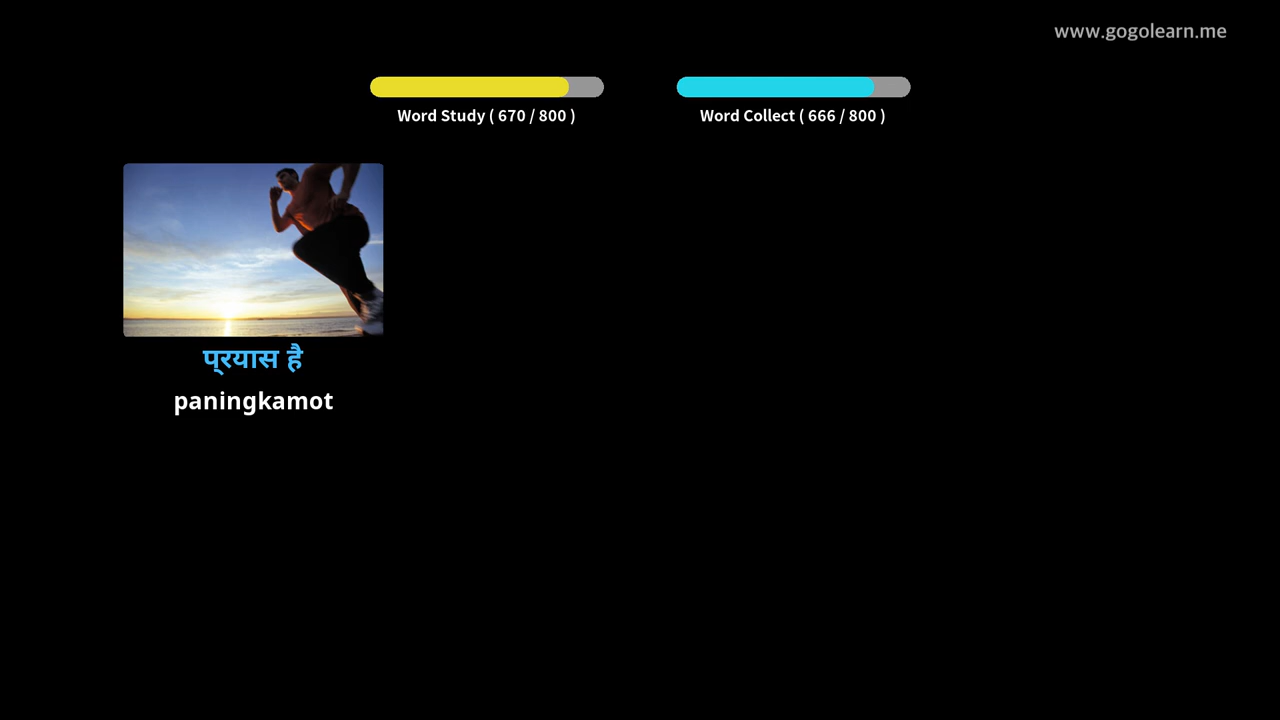 www.gogolearn.me
Word Study ( 670 / 800 )
Word Collect ( 666 / 800 )
प्रयास है
paningkamot